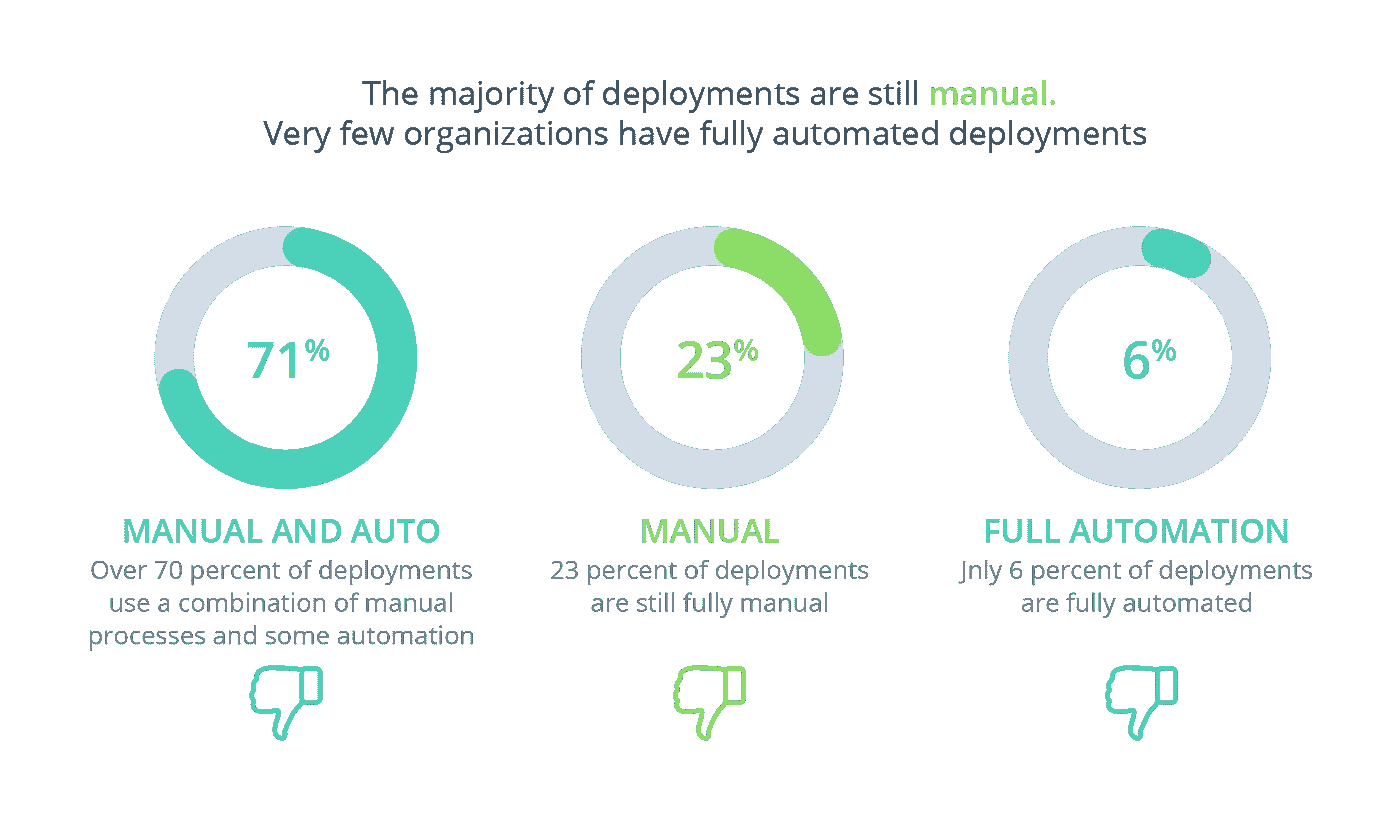 The majority of deployments are still manual.
Very few organizations have fully automated deployments
71%
23%
6%
MANUAL AND AUTO
Over 70 percent of deployments
use a combination of manual
processes and some automation
MANUAL
23 percent of deployments
are still fully manual
FULL AUTOMATION
Jnly 6 percent of deployments
are fully automated